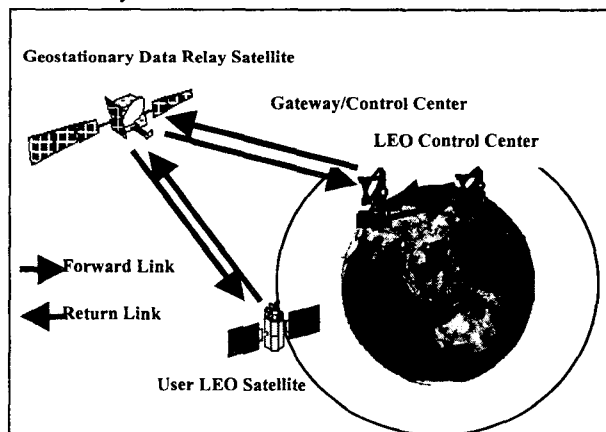 Geostationary Data Relay Satellite
Gateway/Control Center
LEO Control Center
Forward Link
Return Link
User LEO Satellite